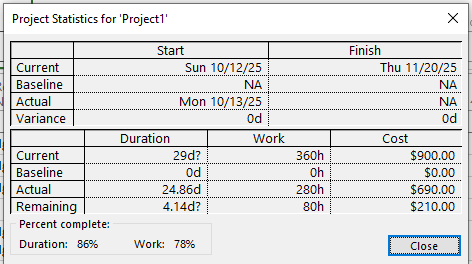 Project Statistics for 'Project1'
Start Finish
Current Sun 10/12/25 Thu 11/20/25
Baseline NA NA
Actual Mon 10/13/25 NA
Variance 0d 0d
Duration Work Cost
Current 29d? 360h $900.00
Baseline 0d 0h $0.00
Actual 24.86d 280h $690.00
Remaining 4.14d? 80h $210.00
Percent complete:
Duration: 86% Work: 78%
Close